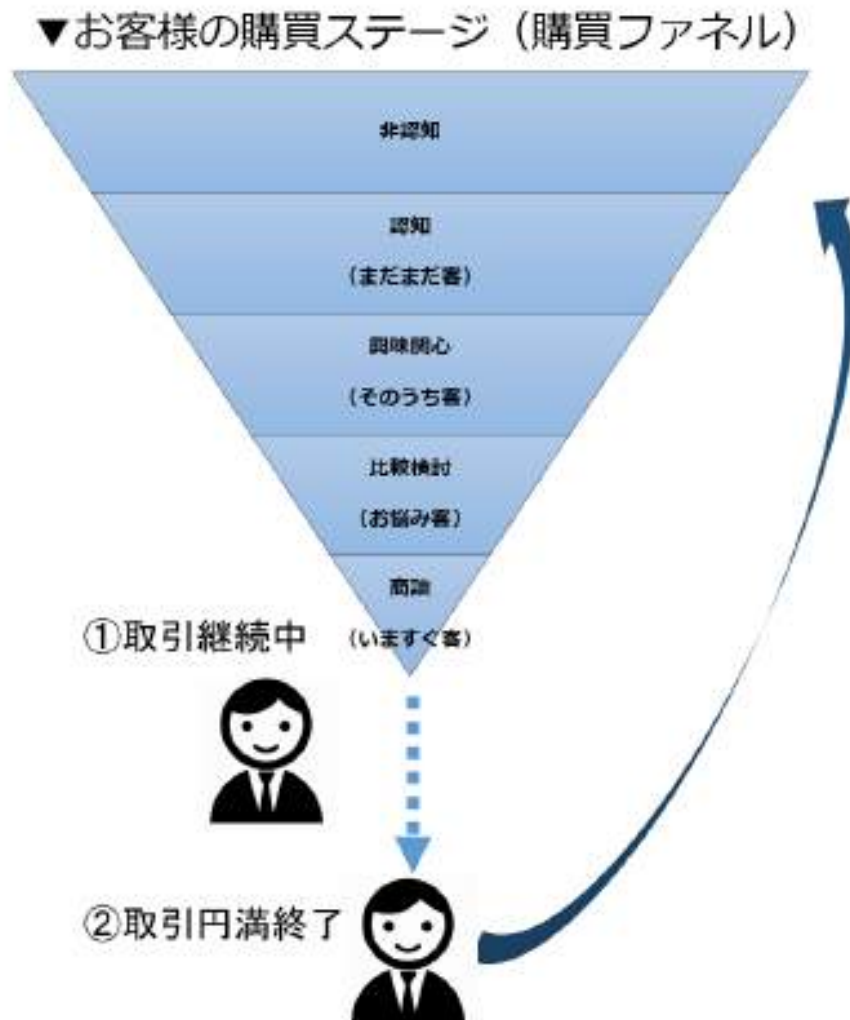 ▼お客様の購買ステージ（購買ファネル）
非認知
認知
（まだまだ客）
興味関心
（そのうち客）
比較検討
（お悩み客）
商談
（いますぐ客）
①取引継続中
②取引円満終了